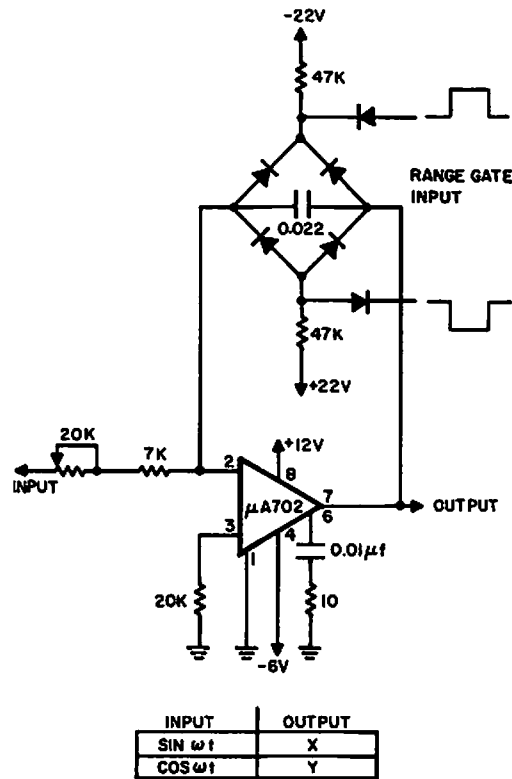 -22V
47K
RANGE GATE
INPUT
0.022
47K
+22V
20K
7K
+12V
INPUT
2
8
μA702
7
OUTPUT
6
3
4
0.01μf
1
20K
10
-6V
INPUT OUTPUT
SIN ωt X
COS ωt Y